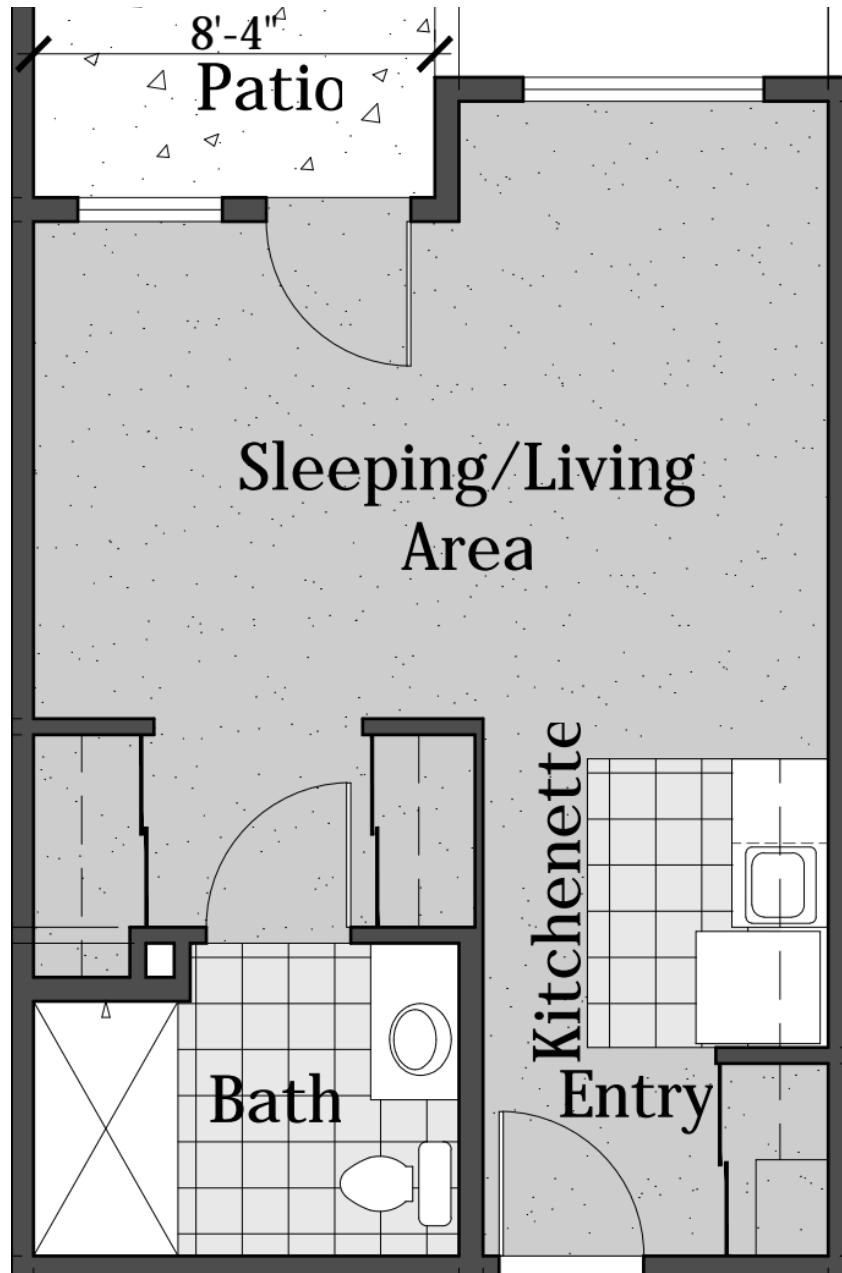 8'-4"
Patio
Sleeping/Living
Area
Kitchenette
Bath
Entry